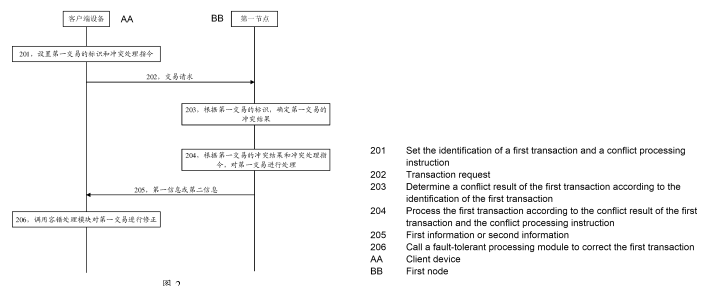 客户端设备 AA BB 第一节点
201、设置第一交易的标识和冲突处理指令
202、交易请求
203、根据第一交易的标识，确定第一交易的
冲突结果
204、根据第一交易的冲突结果和冲突处理指
令，对第一交易进行处理
205、第一信息或第二信息
206、调用容错处理模块对第一交易进行修正
图 2
201 Set the identification of a first transaction and a conflict processing
instruction
202 Transaction request
203 Determine a conflict result of the first transaction according to the
identification of the first transaction
204 Process the first transaction according to the conflict result of the first
transaction and the conflict processing instruction
205 First information or second information
206 Call a fault-tolerant processing module to correct the first transaction
AA Client device
BB First node